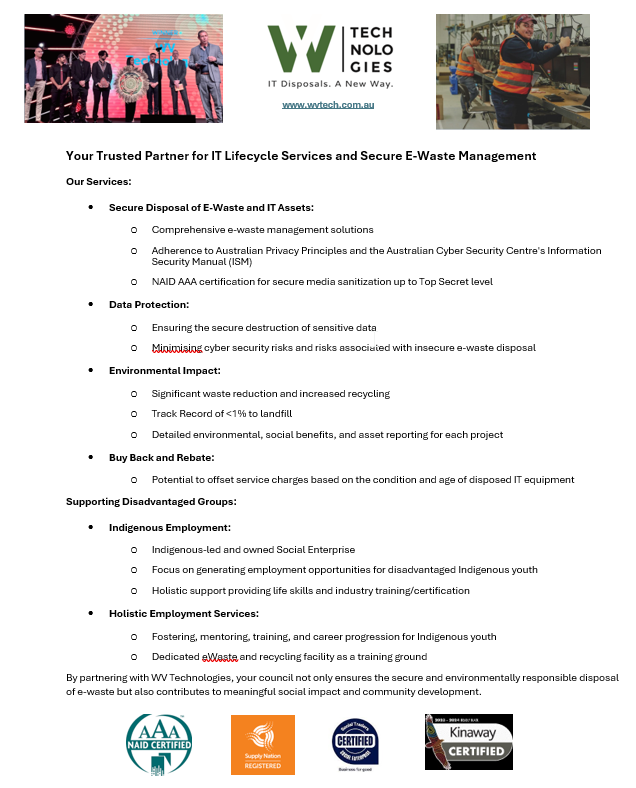 TECH
NOLO
GIES
IT Disposals. A New Way.
www.wvtech.com.au
Your Trusted Partner for IT Lifecycle Services and Secure E-Waste Management
Our Services:
• Secure Disposal of E-Waste and IT Assets:
o Comprehensive e-waste management solutions
o Adherence to Australian Privacy Principles and the Australian Cyber Security Centre's Information
Security Manual (ISM)
o NAID AAA certification for secure media sanitization up to Top Secret level
• Data Protection:
o Ensuring the secure destruction of sensitive data
o Minimising cyber security risks and risks associated with insecure e-waste disposal
• Environmental Impact:
o Significant waste reduction and increased recycling
o Track Record of <1% to landfill
o Detailed environmental, social benefits, and asset reporting for each project
• Buy Back and Rebate:
o Potential to offset service charges based on the condition and age of disposed IT equipment
Supporting Disadvantaged Groups:
• Indigenous Employment:
o Indigenous-led and owned Social Enterprise
o Focus on generating employment opportunities for disadvantaged Indigenous youth
o Holistic support providing life skills and industry training/certification
• Holistic Employment Services:
o Fostering, mentoring, training, and career progression for Indigenous youth
o Dedicated eWaste and recycling facility as a training ground
By partnering with WV Technologies, your council not only ensures the secure and environmentally responsible disposal
of e-waste but also contributes to meaningful social impact and community development.
AAA
NAID CERTIFIED
Supply Nation
REGISTERED
Social Traders
CERTIFIED
SOCIAL ENTERPRISE
Business for good
Kinaway
CERTIFIED